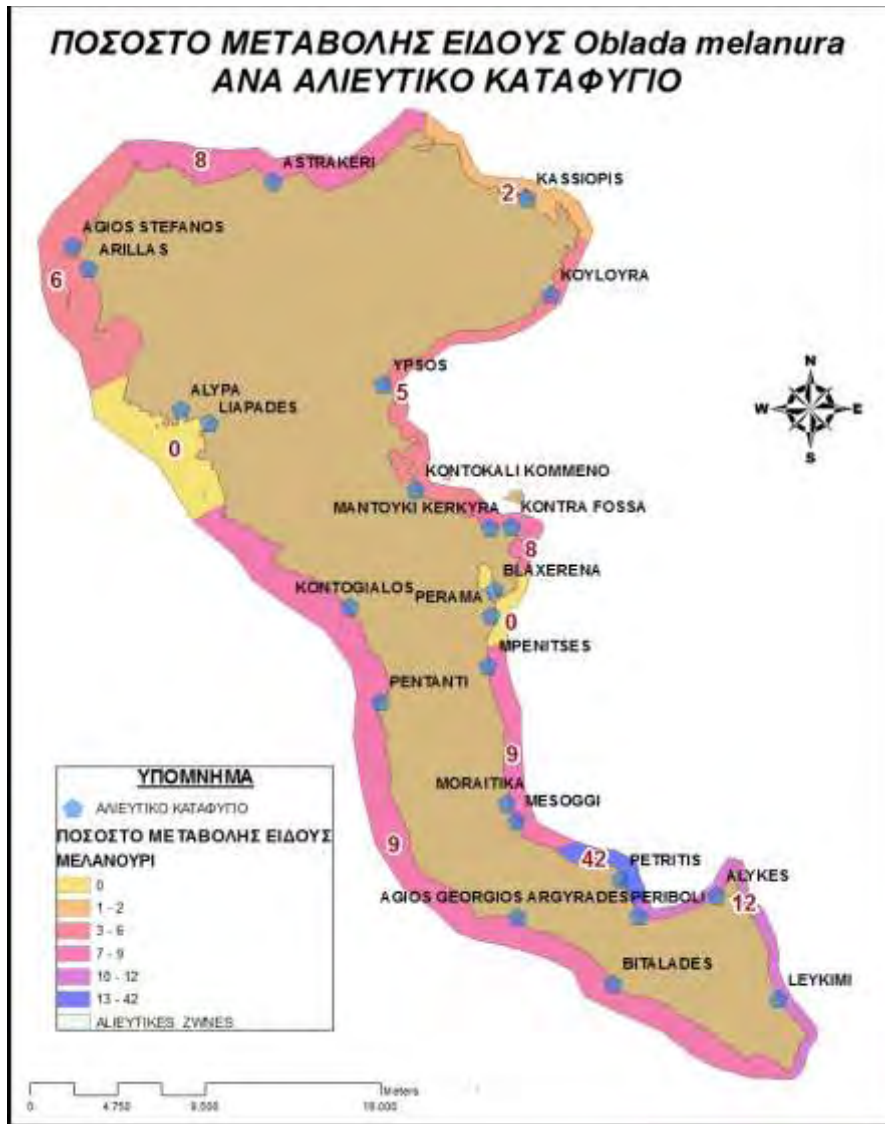 ΠΟΣΟΣΤΟ ΜΕΤΑΒΟΛΗΣ ΕΙΔΟΥΣ Oblada melanura
ΑΝΑ ΑΛΙΕΥΤΙΚΟ ΚΑΤΑΦΥΓΙΟ
8
ASTRAKERI
2
KASSIOPIS
AGIOS STEFANOS
ARILLAS
6
KOYLOYRA
YPSOS
5
ALYPA
LIAPADES
0
N
W
E
S
KONTOKALI KOMMENO
MANTOYKI KERKYRA
KONTRA FOSSA
8
BLAXERENA
KONTOGIALOS
PERAMA
0
MPENITSES
PENTANTI
9
MORAITIKA
MESOGGI
9
42
PETRITIS
ALYKES
12
AGIOS GEORGIOS ARGYRADES
PERIBOLI
BITALADES
LEYKIMI
ΥΠΟΜΝΗΜΑ
ΑΛΙΕΥΤΙΚΟ ΚΑΤΑΦΥΓΙΟ
ΠΟΣΟΣΤΟ ΜΕΤΑΒΟΛΗΣ ΕΙΔΟΥΣ
ΜΕΛΑΝΟΥΡΙ
0
1 - 2
3 - 6
7 - 9
10 - 12
13 - 42
ALIEYTIKES ZWNES
Meters
0 4.750 9.500 19.000